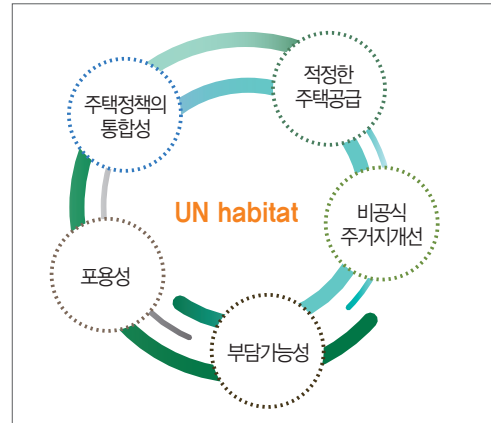 주택정책의
통합성
적정한
주택공급
UN habitat
비공식
주거지개선
포용성
부담가능성